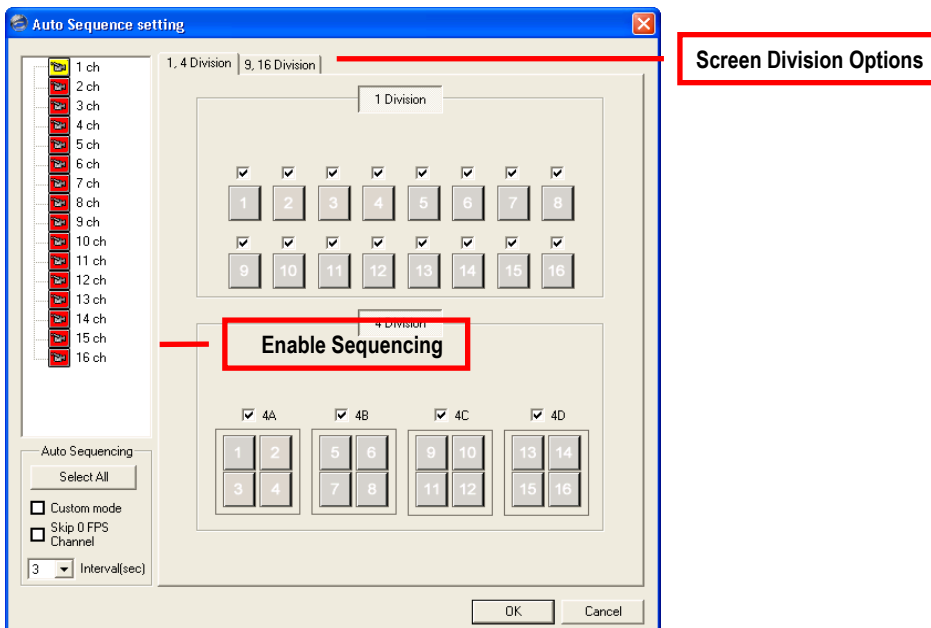 Auto Sequence setting
Screen Division Options
1 ch
2 ch
3 ch
4 ch
5 ch
6 ch
7 ch
8 ch
9 ch
10 ch
11 ch
12 ch
13 ch
14 ch
15 ch
16 ch
Auto Sequencing
Select All
Custom mode
Skip 0 FPS
Channel
3 Interval(sec)
1, 4 Division 9, 16 Division
1 Division
1 2 3 4 5 6 7 8
9 10 11 12 13 14 15 16
4 Division
Enable Sequencing
4A 4B 4C 4D
1 2 5 6 9 10 13 14
3 4 7 8 11 12 15 16
OK Cancel